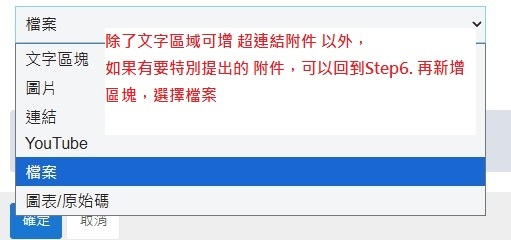 檔案
除了文字區域可增 超連結附件 以外，
如果有要特別提出的 附件，可以回到Step6. 再新增
區塊，選擇檔案
文字區塊
圖片
連結
YouTube
檔案
圖表/原始碼
確定
取消